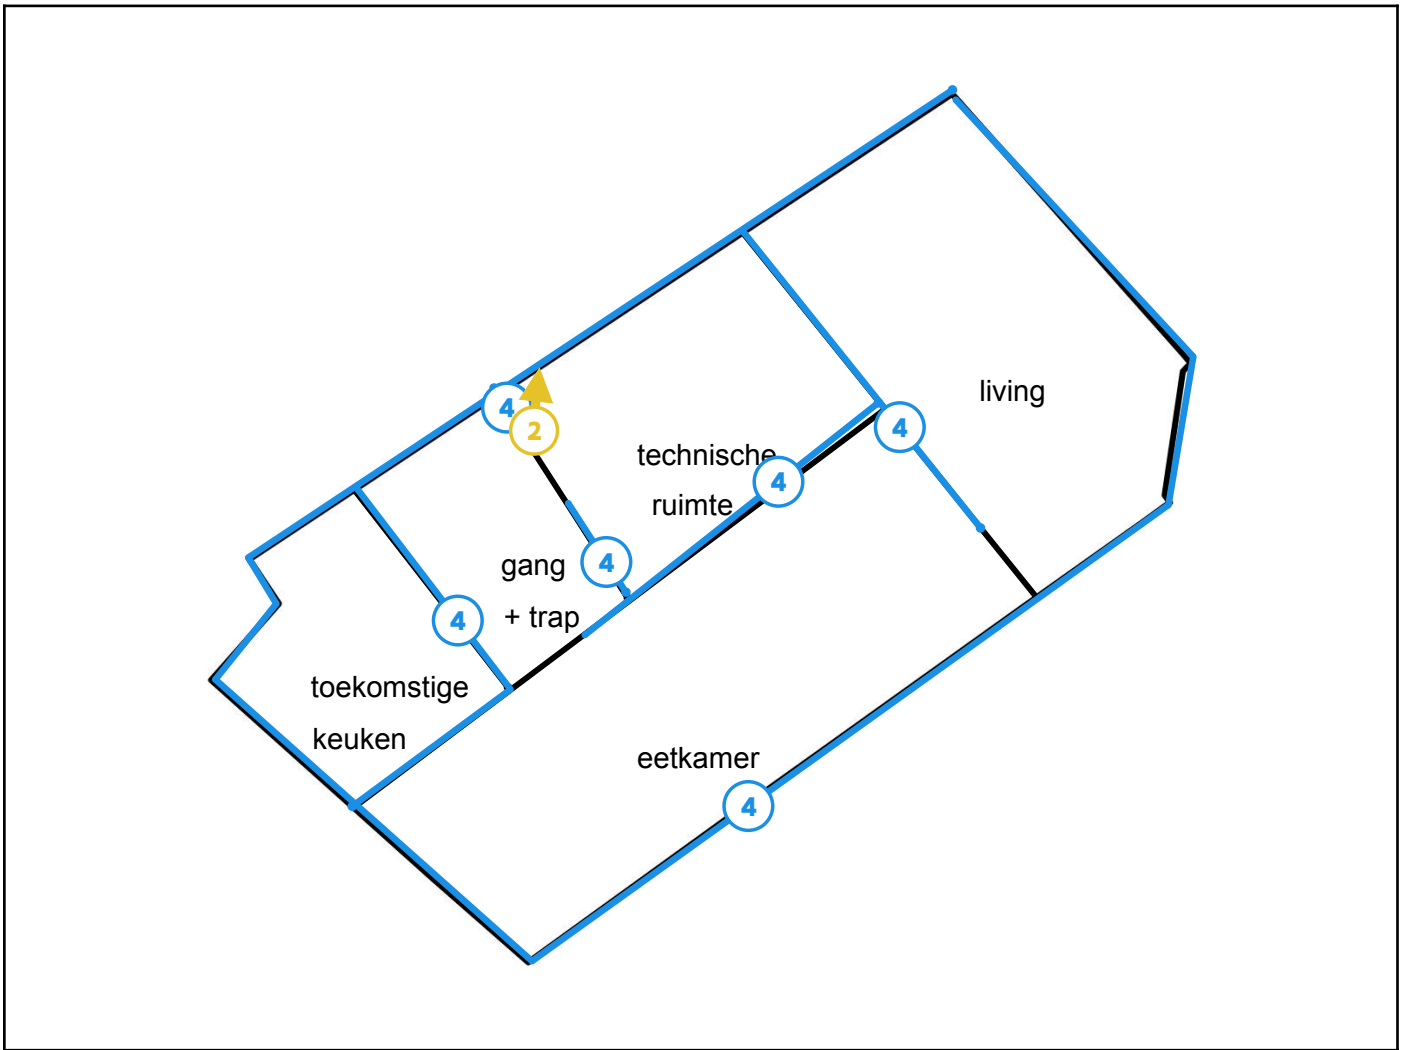 living
4
2
4
technische
4
ruimte
gang
4
+ trap
4
toekomstige
keuken
eetkamer
4